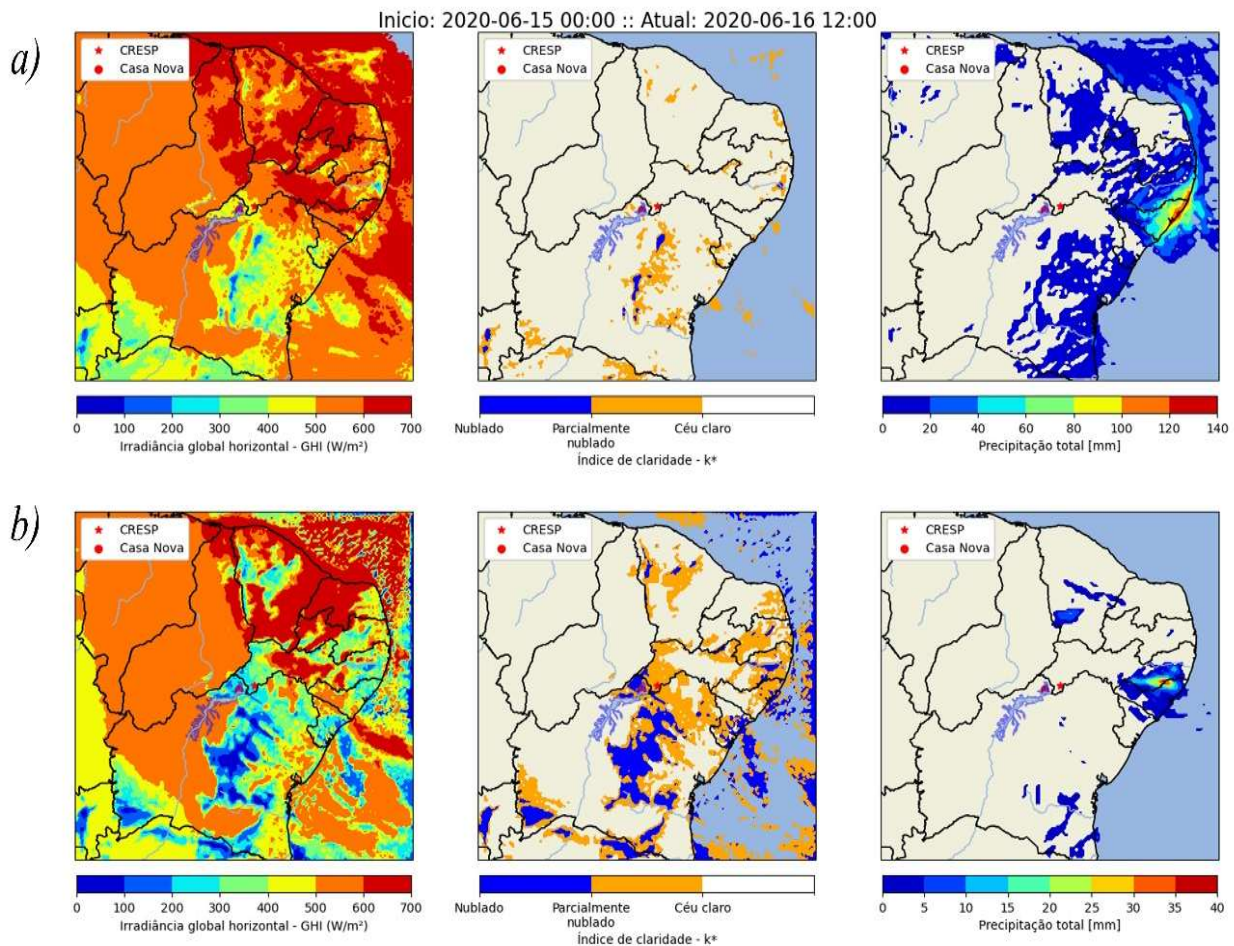 Inicio: 2020-06-15 00:00 :: Atual: 2020-06-16 12:00
a)
CRESP
Casa Nova
CRESP
Casa Nova
CRESP
Casa Nova
0 100 200 300 400 500 600 700
Irradiância global horizontal - GHI (W/m²)
Nublado Parcialmente Céu claro
nublado
Índice de claridade - k*
0 20 40 60 80 100 120 140
Precipitação total [mm]
b)
CRESP
Casa Nova
CRESP
Casa Nova
CRESP
Casa Nova
0 100 200 300 400 500 600 700
Irradiância global horizontal - GHI (W/m²)
Nublado Parcialmente Céu claro
nublado
Índice de claridade - k*
0 5 10 15 20 25 30 35 40
Precipitação total [mm]